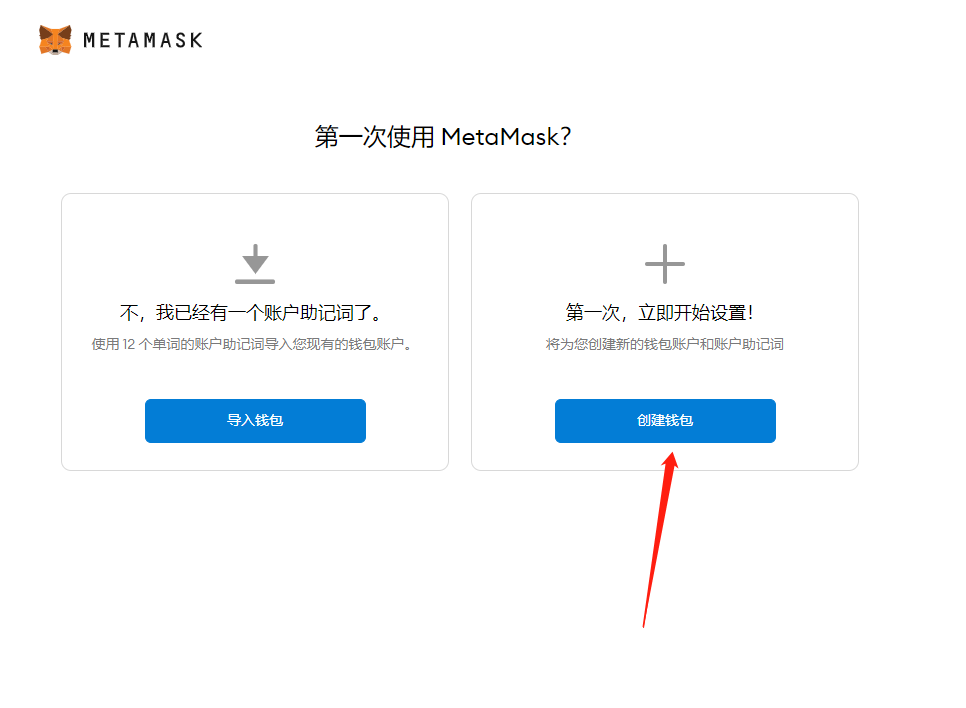 METAMASK
第一次使用 MetaMask?
不，我已经有一个账户助记词了。
使用 12 个单词的账户助记词导入您现有的钱包账户。
导入钱包
第一次，立即开始设置！
将为您创建新的钱包账户和账户助记词
创建钱包